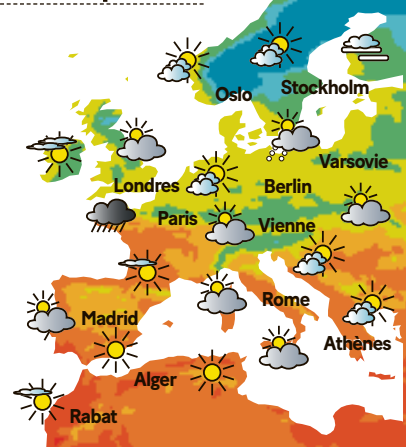 Oslo
Stockholm
Varsovie
Londres
Berlin
Paris
Vienne
Rome
Madrid
Athènes
Alger
Rabat